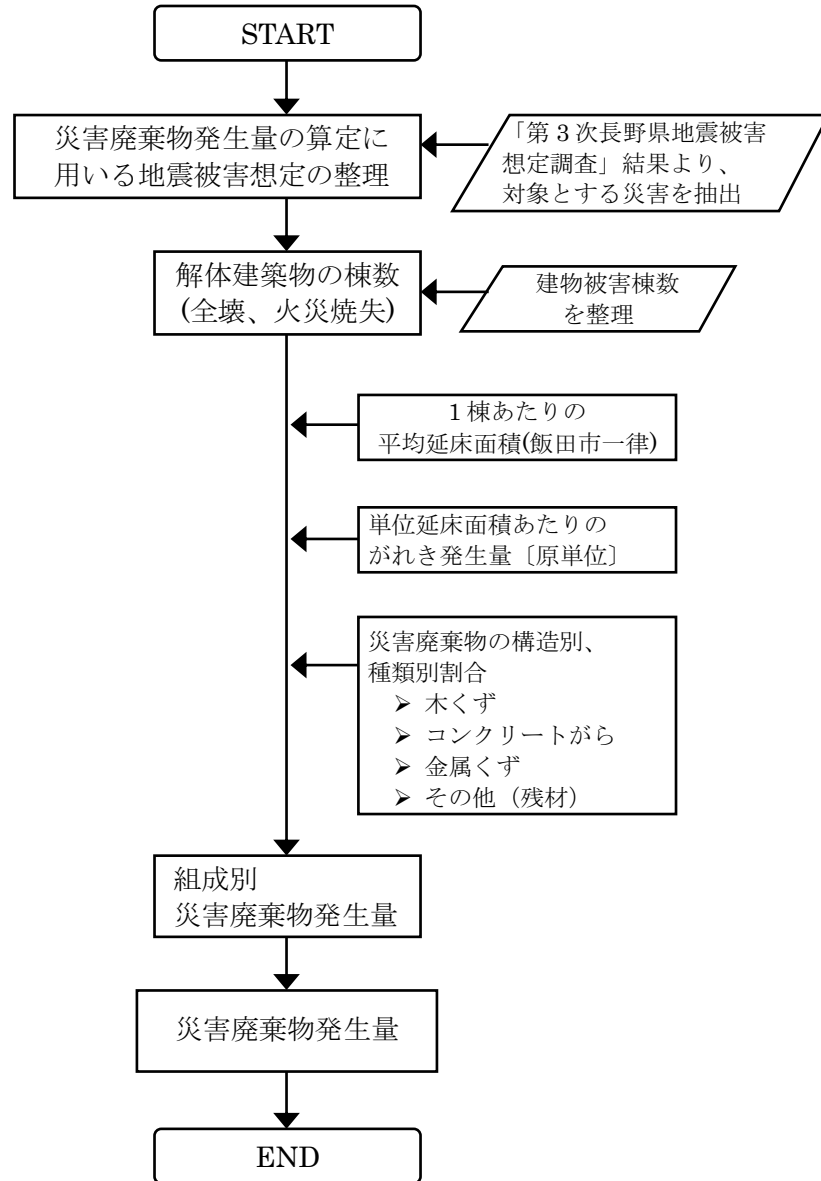 START
災害廃棄物発生量の算定に
用いる地震被害想定の整理
「第３次長野県地震被害
想定調査」結果より、
対象とする災害を抽出
解体建築物の棟数
(全壊、火災焼失)
建物被害棟数
を整理
１棟あたりの
平均延床面積(飯田市一律)
単位延床面積あたりの
がれき発生量〔原単位〕
災害廃棄物の構造別、
種類別割合
➢ 木くず
➢ コンクリートがら
➢ 金属くず
➢ その他（残材）
組成別
災害廃棄物発生量
災害廃棄物発生量
END